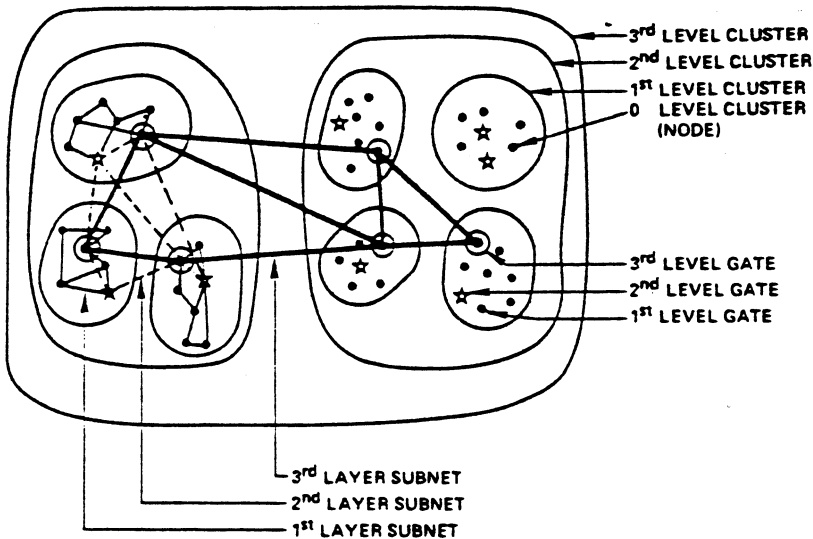 3rd LEVEL CLUSTER
2nd LEVEL CLUSTER
1st LEVEL CLUSTER
0 LEVEL CLUSTER
(NODE)
3rd LEVEL GATE
2nd LEVEL GATE
1st LEVEL GATE
3rd LAYER SUBNET
2nd LAYER SUBNET
1st LAYER SUBNET